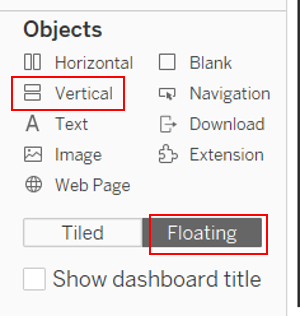 Objects
Horizontal Blank
Vertical Navigation
Text Download
Image Extension
Web Page
Tiled Floating
Show dashboard title